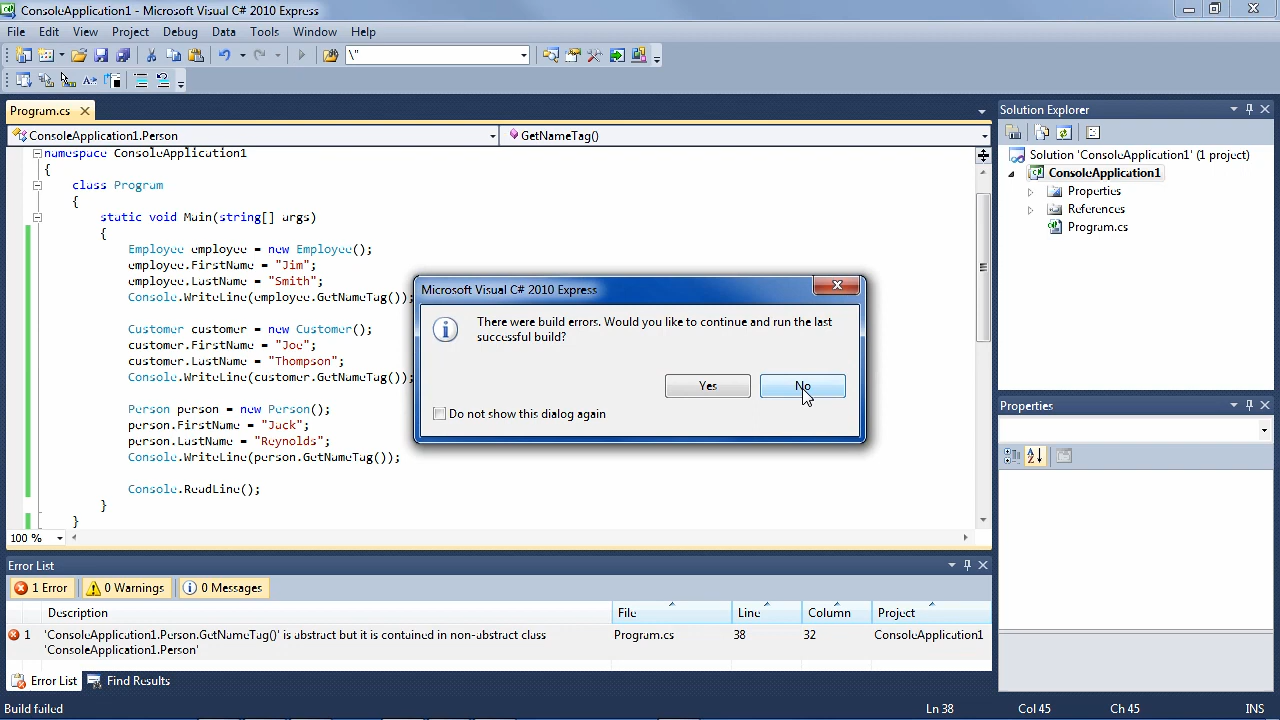 ConsoleApplication1 - Microsoft Visual C# 2010 Express
File Edit View Project Debug Data Tools Window Help
\"
Program.cs
ConsoleApplication1.Person GetNameTag()
namespace ConsoleApplication1
{
class Program
{
static void Main(string[] args)
{
Employee employee = new Employee();
employee.FirstName = "Jim";
employee.LastName = "Smith";
Console.WriteLine(employee.GetNameTag());
Customer customer = new Customer();
customer.FirstName = "Joe";
customer.LastName = "Thompson";
Console.WriteLine(customer.GetNameTag());
Person person = new Person();
person.FirstName = "Jack";
person.LastName = "Reynolds";
Console.WriteLine(person.GetNameTag());
Console.ReadLine();
}
}
100 %
Microsoft Visual C# 2010 Express
There were build errors. Would you like to continue and run the last
successful build?
Yes No
Do not show this dialog again
Solution Explorer
Solution 'ConsoleApplication1' (1 project)
ConsoleApplication1
Properties
References
Program.cs
Properties
Error List
1 Error 0 Warnings 0 Messages
Description File Line Column Project
1 'ConsoleApplication1.Person.GetNameTag()' is abstract but it is contained in non-abstract class Program.cs 38 32 ConsoleApplication1
'ConsoleApplication1.Person'
Error List Find Results
Build failed Ln 38 Col 45 Ch 45 INS